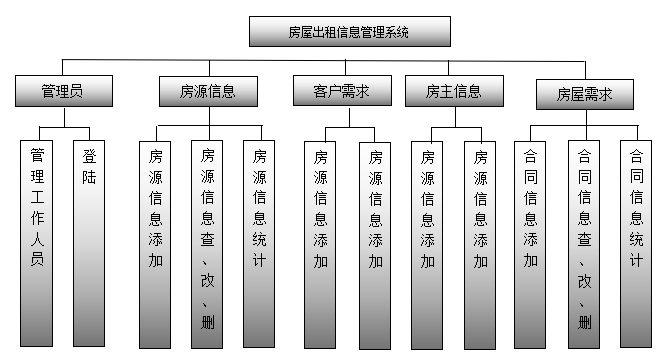 房屋出租信息管理系统
管理员
房源信息
客户需求
房主信息
房屋需求
管理工作人员
登陆
房源信息添加
房源信息查、改、删
房源信息统计
房源信息添加
房源信息添加
房源信息添加
房源信息添加
合同信息添加
合同信息查、改、删
合同信息统计